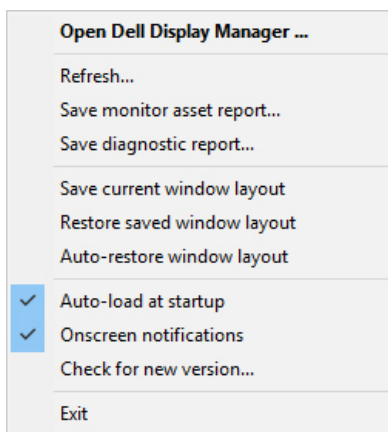 Open Dell Display Manager ...
Refresh...
Save monitor asset report...
Save diagnostic report...
Save current window layout
Restore saved window layout
Auto-restore window layout
Auto-load at startup
Onscreen notifications
Check for new version...
Exit